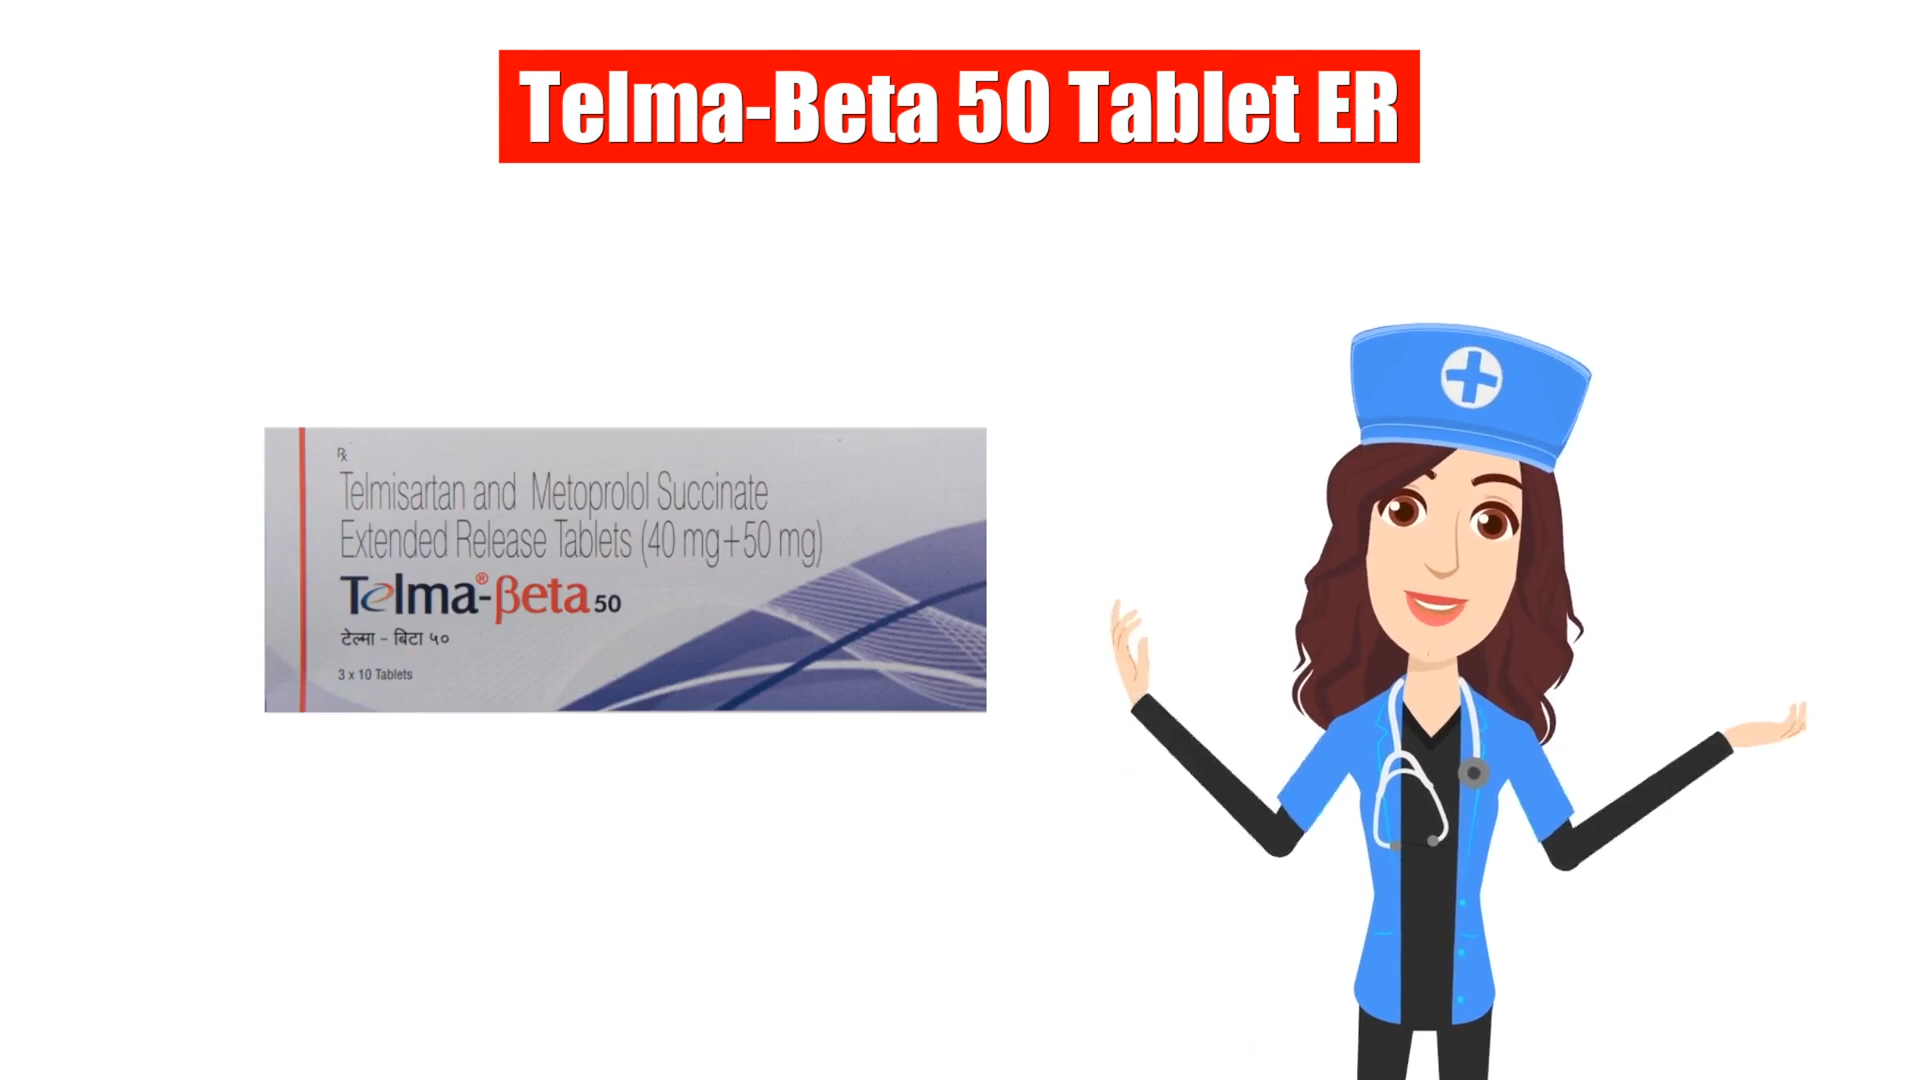 Telma-Beta 50 Tablet ER
℞
Telmisartan and Metoprolol Succinate
Extended Release Tablets (40 mg+50 mg)
Telma®-βeta 50
टेल्मा - बिटा ५०
3 x 10 Tablets